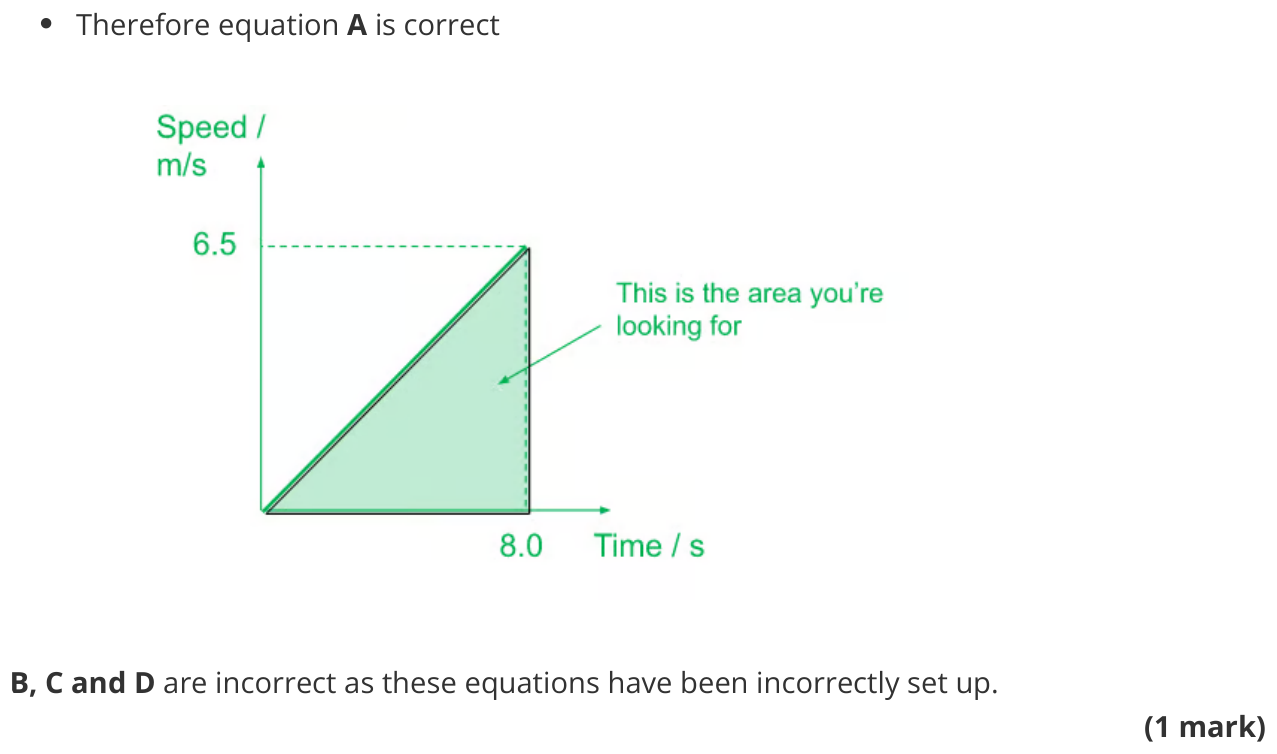 • Therefore equation A is correct
Speed /
m/s
6.5
This is the area you're
looking for
8.0
Time / s
B, C and D are incorrect as these equations have been incorrectly set up.
(1 mark)